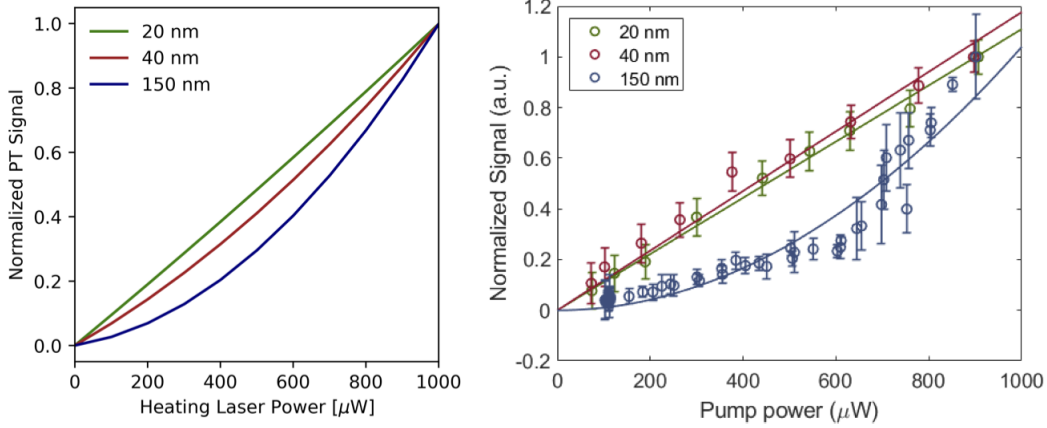 1.0
0.8
0.6
0.4
0.2
0.0
Normalized PT Signal
20 nm
40 nm
150 nm
0 200 400 600 800 1000
Heating Laser Power [μW]
1.2
1
0.8
0.6
0.4
0.2
0
-0.2
Normalized Signal (a.u.)
20 nm
40 nm
150 nm
0 200 400 600 800 1000
Pump power (μW)